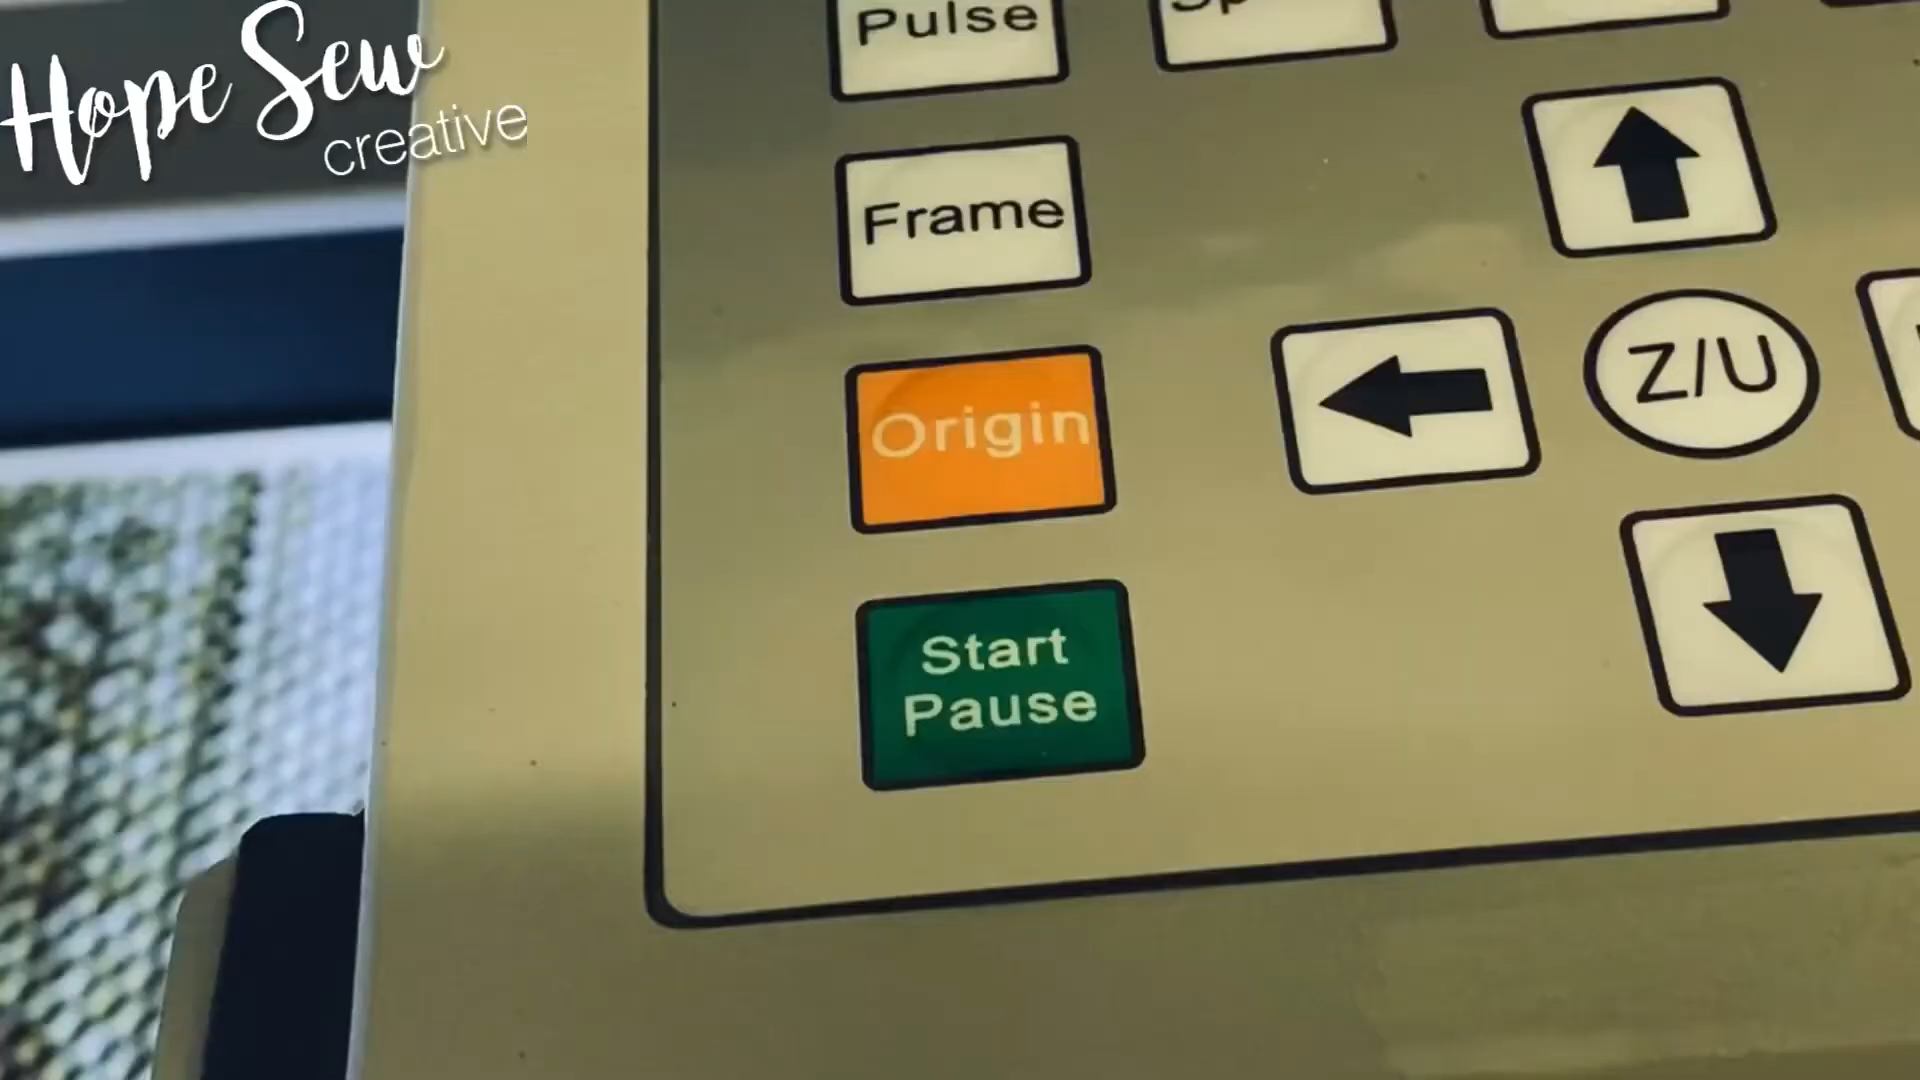 Hope Sew
creative
Pulse
Frame
Origin
Z/U
Start
Pause